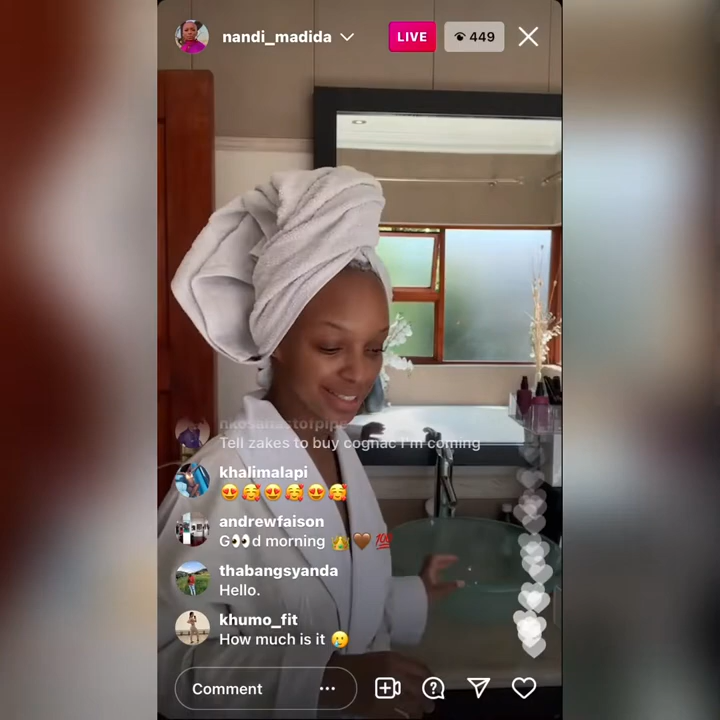 nandi_madida
LIVE
449
Tell zakes to buy cognac I'm coming
khalimalapi
😍🥰😍🥰😍🥰
andrewfaison
G👀d morning 👑🤎💯
thabangsyanda
Hello.
khumo_fit
How much is it 🥲
Comment